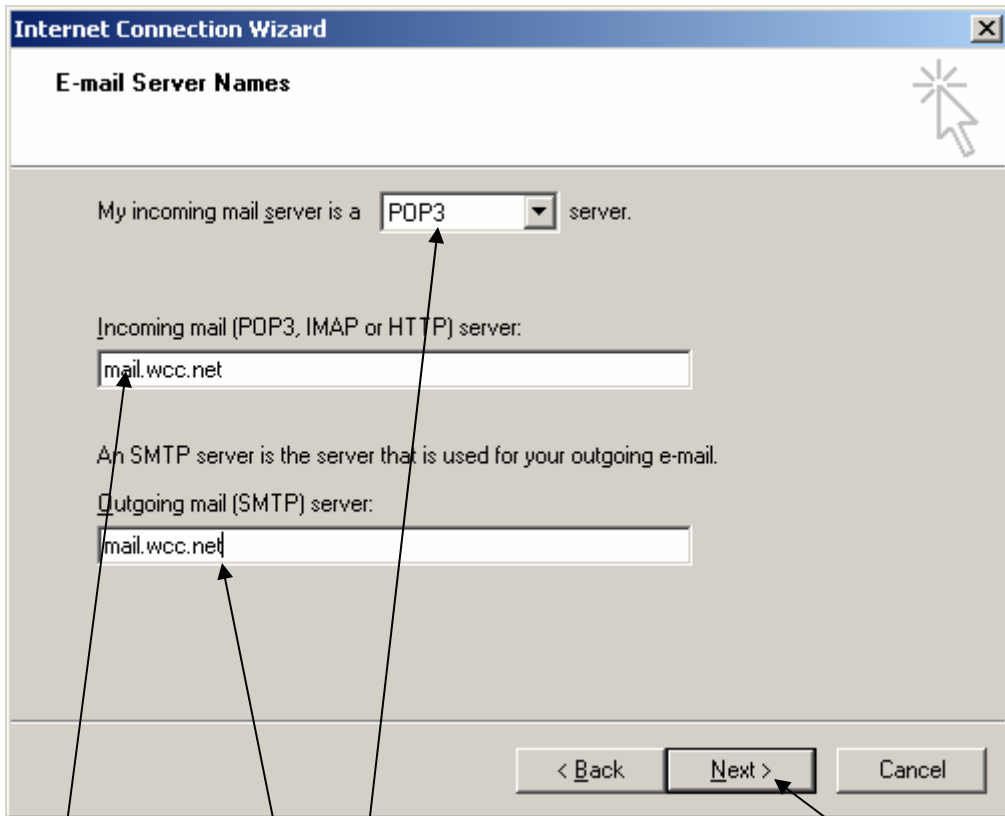 Internet Connection Wizard
E-mail Server Names
My incoming mail server is a POP3 server.
Incoming mail (POP3, IMAP or HTTP) server:
mail.wcc.net
An SMTP server is the server that is used for your outgoing e-mail.
Outgoing mail (SMTP) server:
mail.wcc.net
< Back Next > Cancel